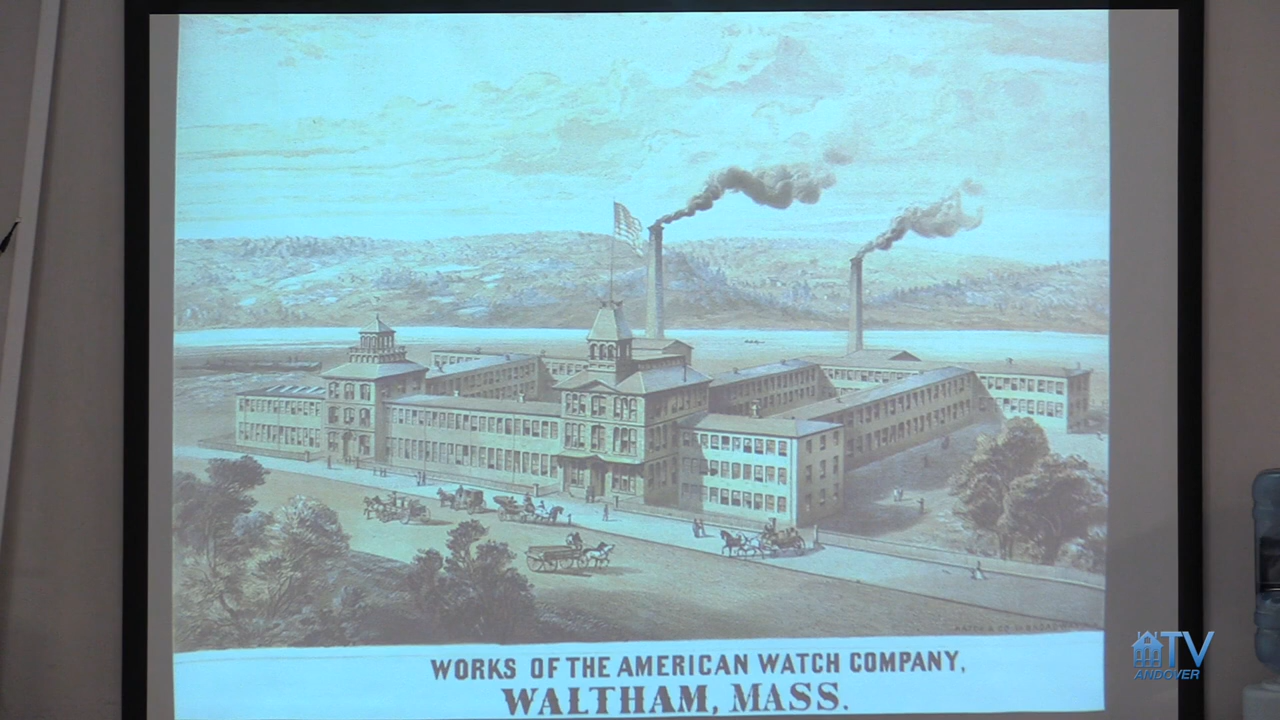 WORKS OF THE AMERICAN WATCH COMPANY,
WALTHAM, MASS.
TV
ANDOVER